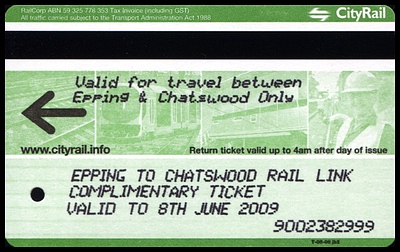 RailCorp ABN 59 325 778 353 Tax Invoice (including GST)
All traffic carried subject to the Transport Administration Act 1988
CityRail
Valid for travel between
Epping & Chatswood Only
www.cityrail.info
Return ticket valid up to 4am after day of issue
EPPING TO CHATSWOOD RAIL LINK
COMPLIMENTARY TICKET
VALID TO 8TH JUNE 2009
9002382999